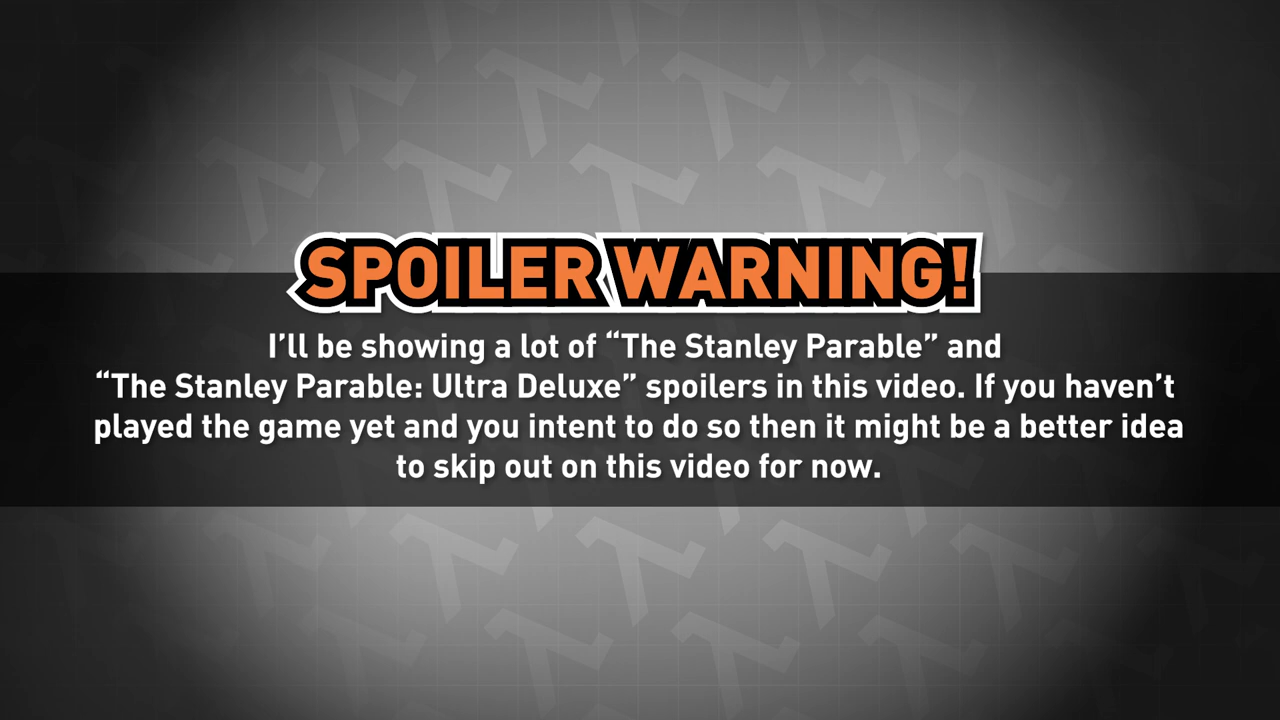 SPOILER WARNING!
I’ll be showing a lot of “The Stanley Parable” and
“The Stanley Parable: Ultra Deluxe” spoilers in this video. If you haven’t
played the game yet and you intent to do so then it might be a better idea
to skip out on this video for now.